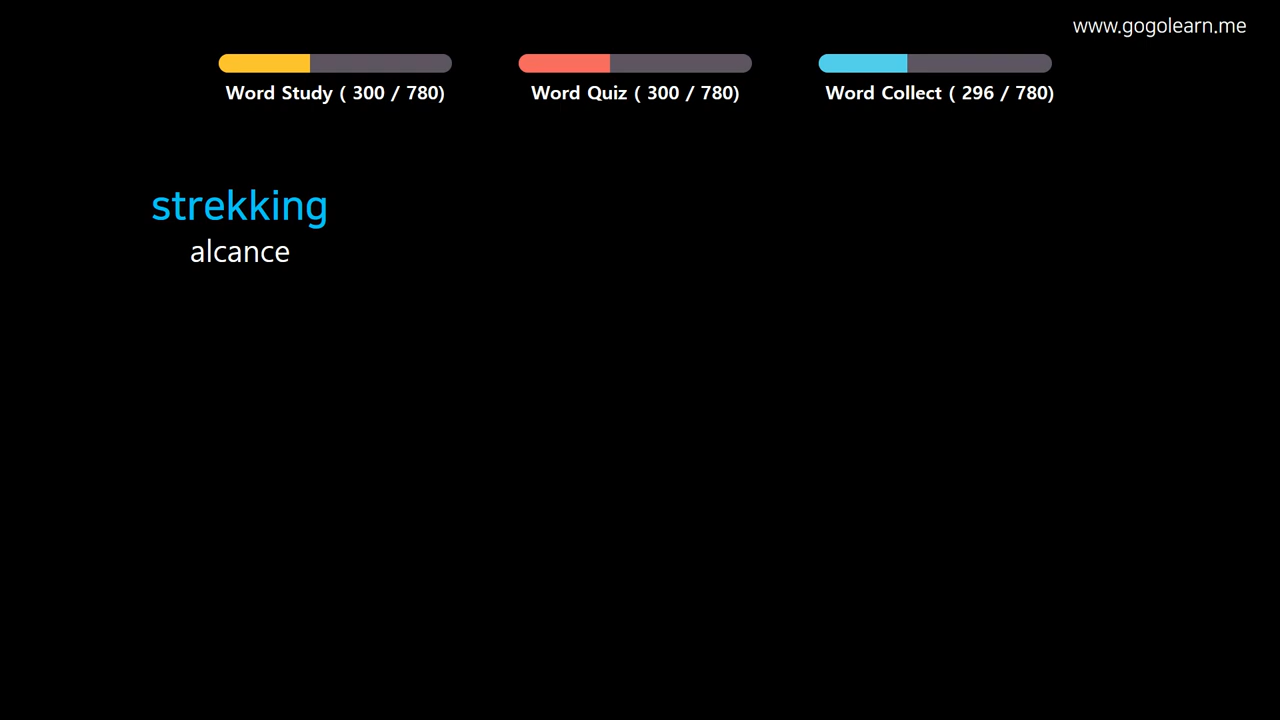 www.gogolearn.me
Word Study ( 300 / 780)
Word Quiz ( 300 / 780)
Word Collect ( 296 / 780)
strekking
alcance